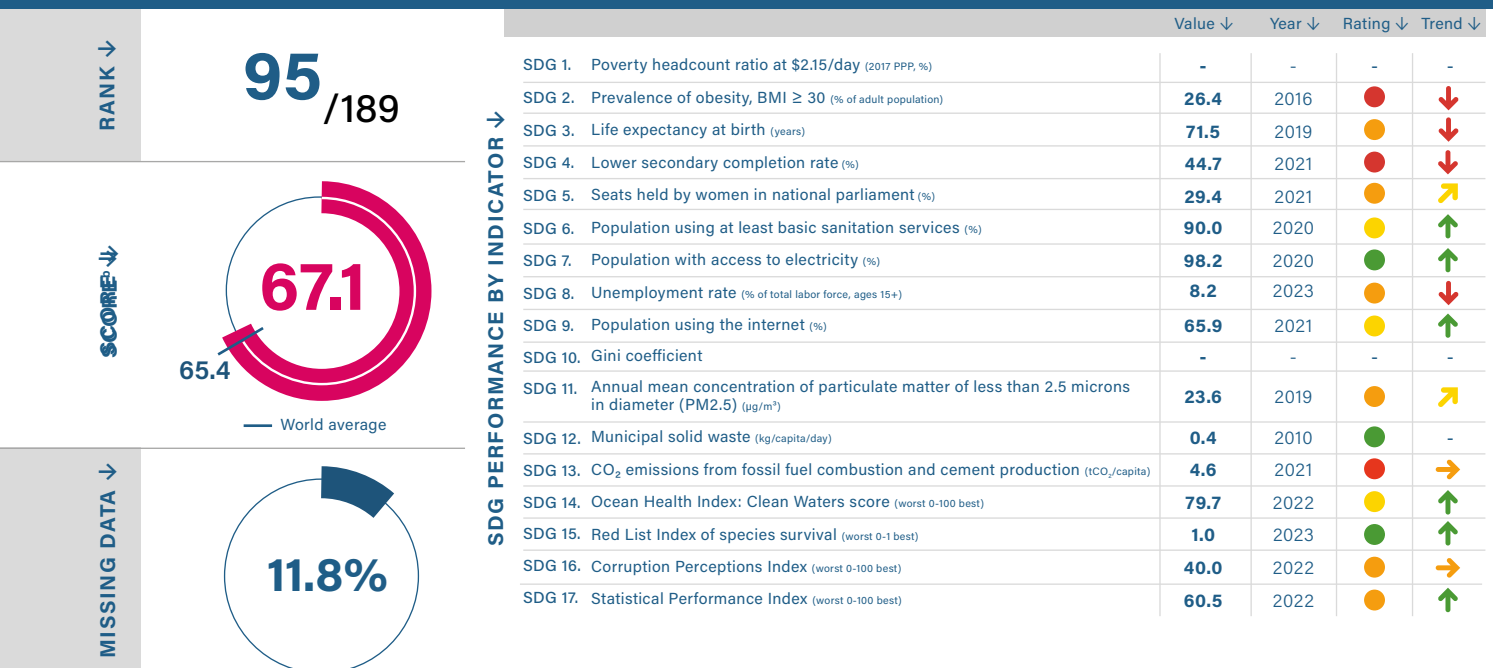 RANK ↓
95/189
SCORE ↓
67.1
65.4
World average
MISSING DATA ↓
11.8%
SDG PERFORMANCE BY INDICATOR ↓
Value ↓ Year ↓ Rating ↓ Trend ↓
SDG 1. Poverty headcount ratio at $2.15/day (2017 PPP, %) - - - -
SDG 2. Prevalence of obesity, BMI ≥ 30 (% of adult population) 26.4 2016 ↓
SDG 3. Life expectancy at birth (years) 71.5 2019 ↓
SDG 4. Lower secondary completion rate (%) 44.7 2021 ↓
SDG 5. Seats held by women in national parliament (%) 29.4 2021 ↗
SDG 6. Population using at least basic sanitation services (%) 90.0 2020 ↑
SDG 7. Population with access to electricity (%) 98.2 2020 ↑
SDG 8. Unemployment rate (% of total labor force, ages 15+) 8.2 2023 ↓
SDG 9. Population using the internet (%) 65.9 2021 ↑
SDG 10. Gini coefficient - - - -
SDG 11. Annual mean concentration of particulate matter of less than 2.5 microns
in diameter (PM2.5) (μg/m³) 23.6 2019 ↗
SDG 12. Municipal solid waste (kg/capita/day) 0.4 2010 -
SDG 13. CO₂ emissions from fossil fuel combustion and cement production (tCO₂/capita) 4.6 2021 →
SDG 14. Ocean Health Index: Clean Waters score (worst 0-100 best) 79.7 2022 ↑
SDG 15. Red List Index of species survival (worst 0-1 best) 1.0 2023 ↑
SDG 16. Corruption Perceptions Index (worst 0-100 best) 40.0 2022 →
SDG 17. Statistical Performance Index (worst 0-100 best) 60.5 2022 ↑